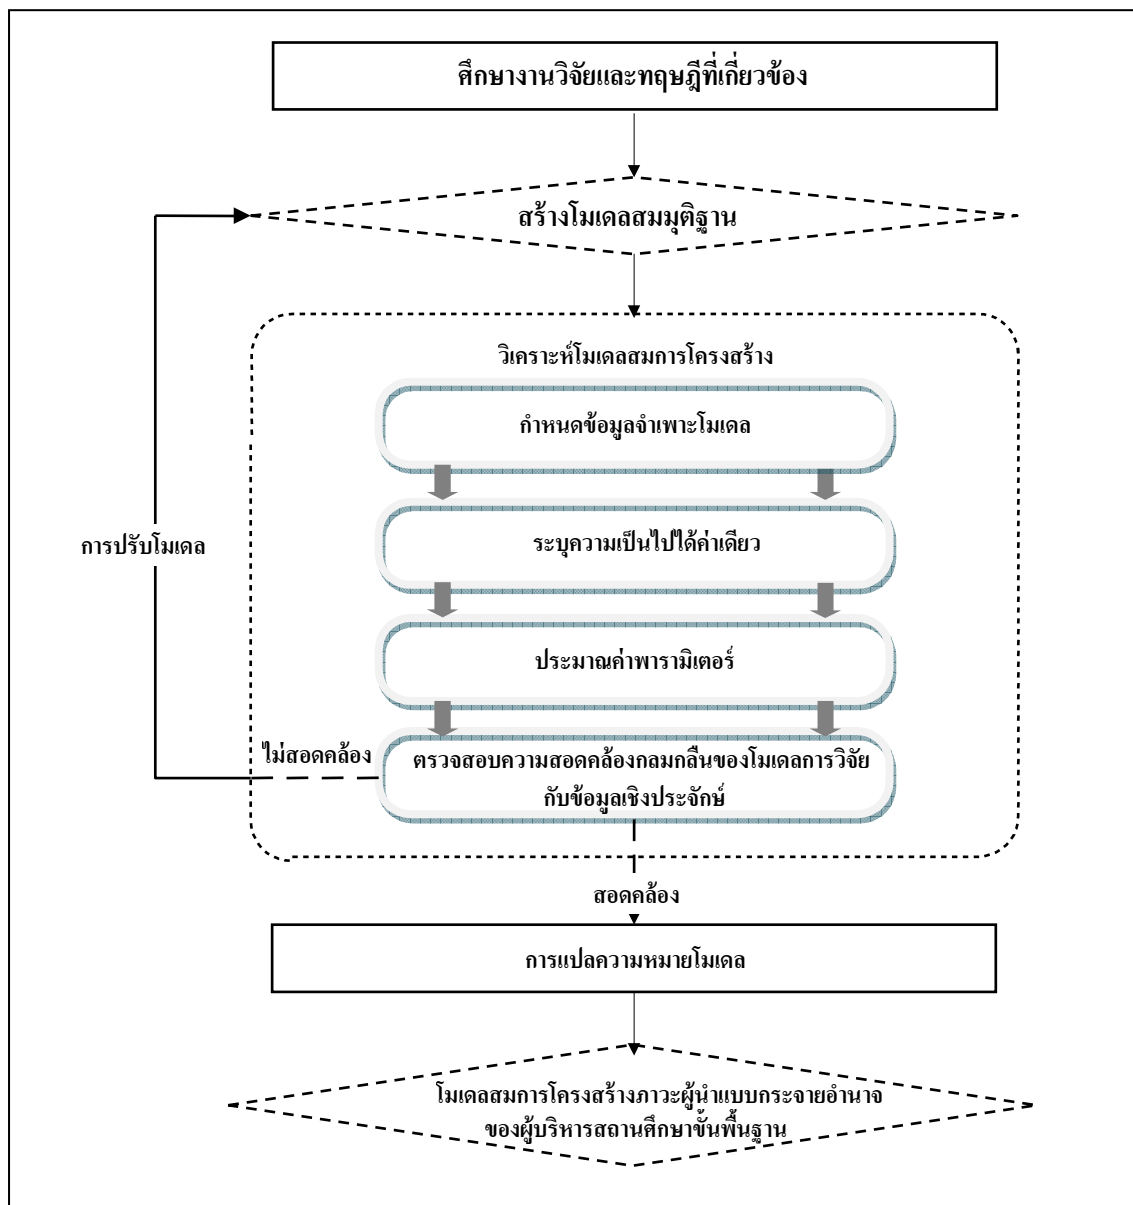 ศึกษางานวิจัยและทฤษฎีที่เกี่ยวข้อง
สร้างโมเดลสมมุติฐาน
วิเคราะห์โมเดลสมการโครงสร้าง
กำหนดข้อมูลจำเพาะโมเดล
ระบุความเป็นไปได้ค่าเดียว
การปรับโมเดล
ประมาณค่าพารามิเตอร์
ไม่สอดคล้อง
ตรวจสอบความสอดคล้องกลมกลืนของโมเดลการวิจัย
กับข้อมูลเชิงประจักษ์
สอดคล้อง
การแปลความหมายโมเดล
โมเดลสมการโครงสร้างภาวะผู้นำแบบกระจายอำนาจ
ของผู้บริหารสถานศึกษาขั้นพื้นฐาน